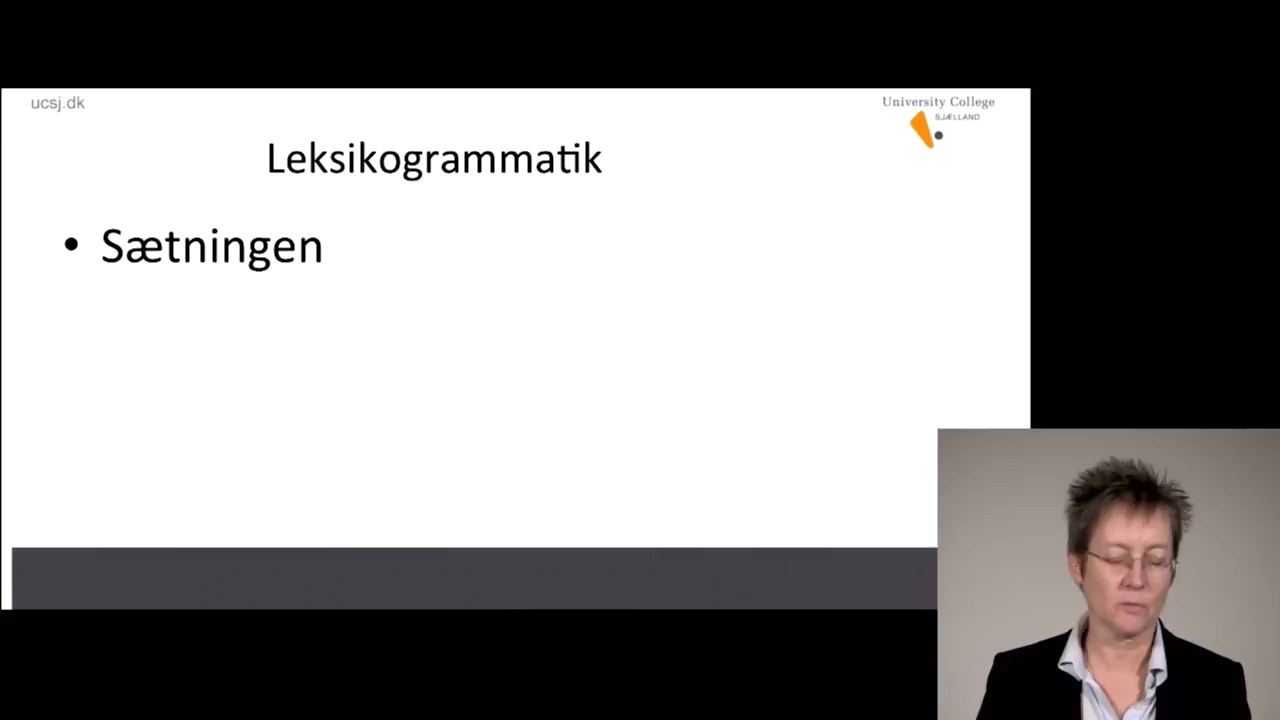 ucsj.dk
University College
SJÆLLAND
Leksikogrammatik
• Sætningen